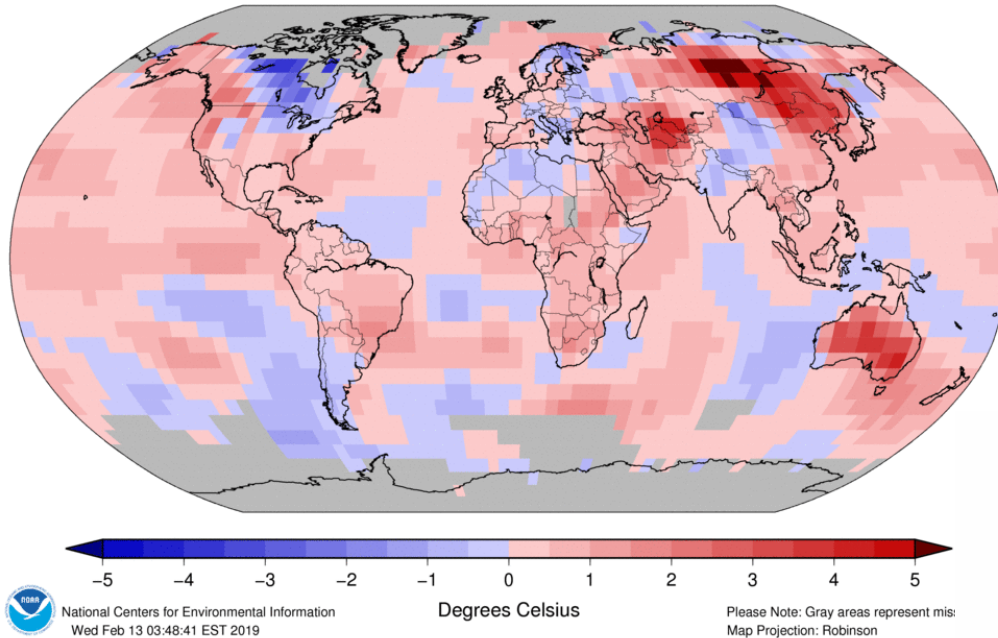 −5 −4 −3 −2 −1 0 1 2 3 4 5
Degrees Celsius
NOAA
National Centers for Environmental Information
Wed Feb 13 03:48:41 EST 2019
Please Note: Gray areas represent mis
Map Projection: Robinson